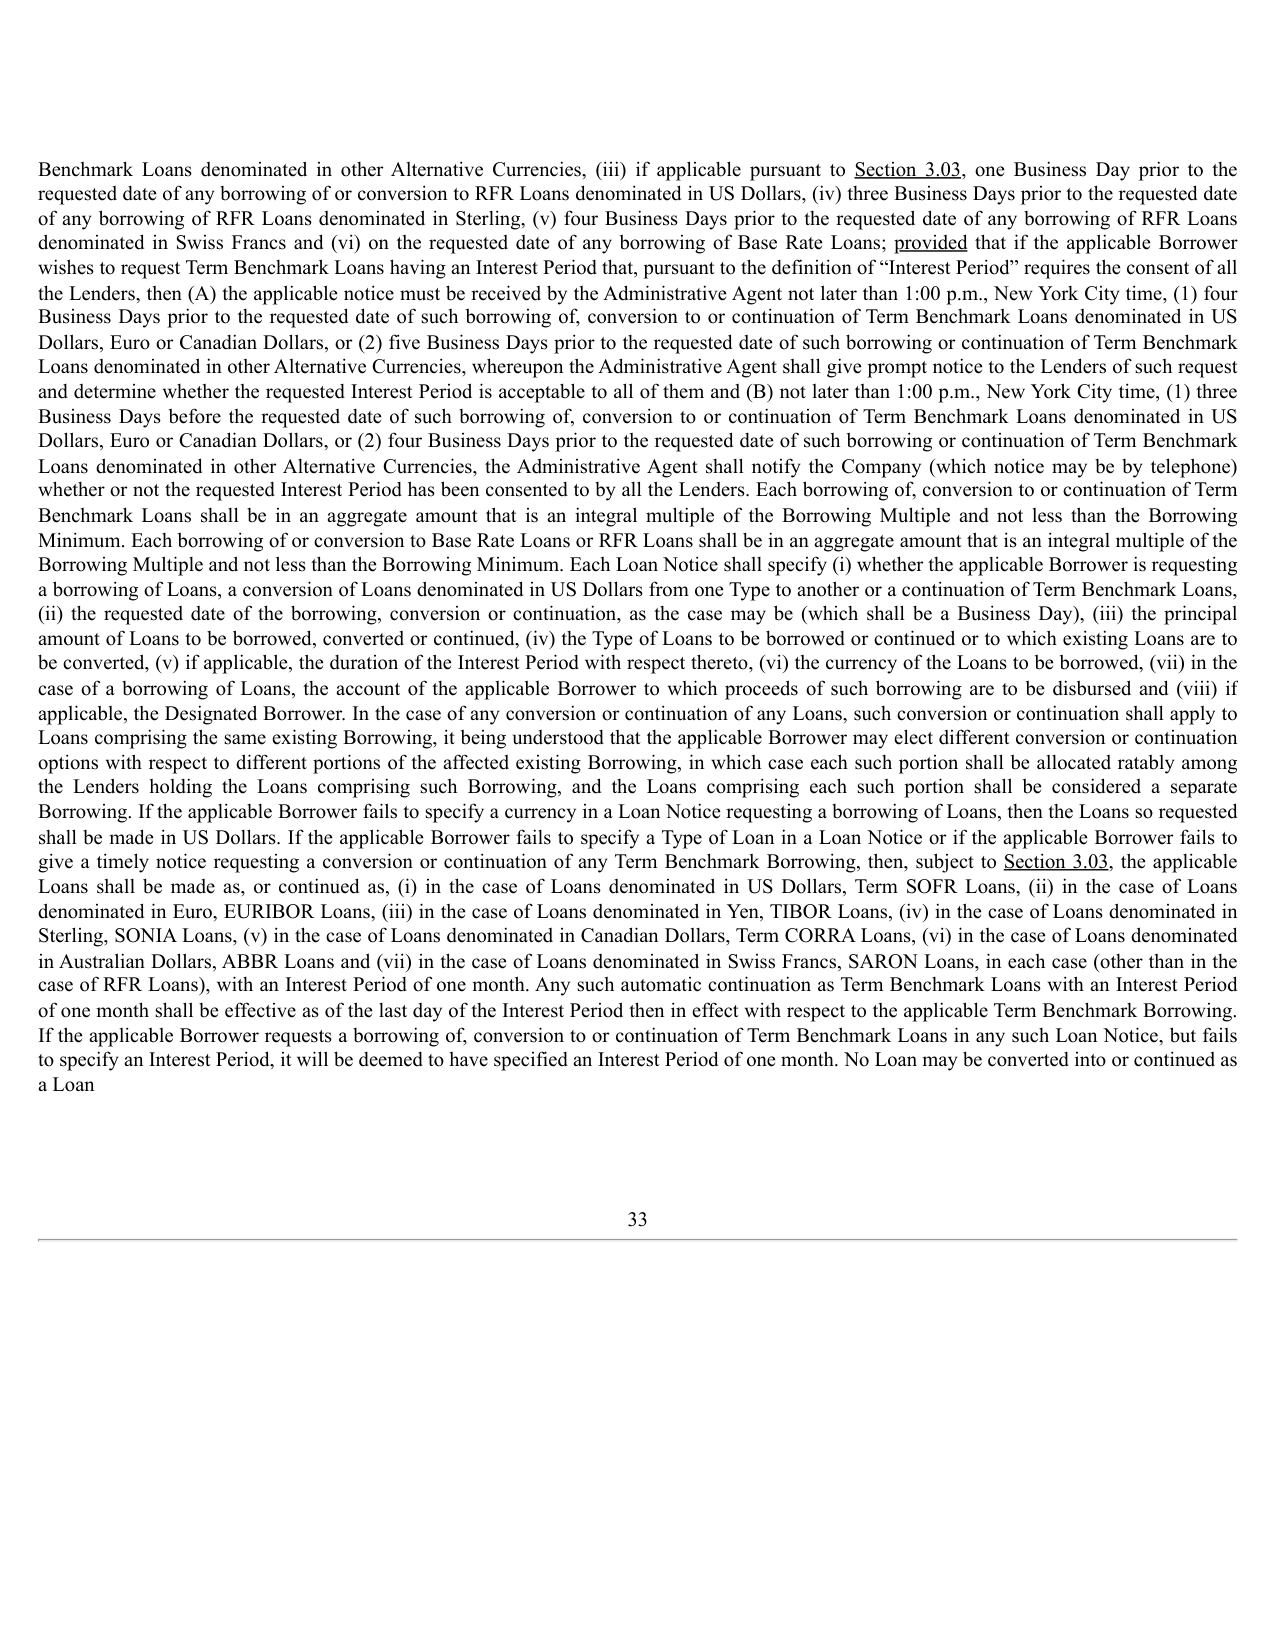 Benchmark Loans denominated in other Alternative Currencies, (iii) if applicable pursuant to Section 3.03, one Business Day prior to the
requested date of any borrowing of or conversion to RFR Loans denominated in US Dollars, (iv) three Business Days prior to the requested date
of any borrowing of RFR Loans denominated in Sterling, (v) four Business Days prior to the requested date of any borrowing of RFR Loans
denominated in Swiss Francs and (vi) on the requested date of any borrowing of Base Rate Loans; provided that if the applicable Borrower
wishes to request Term Benchmark Loans having an Interest Period that, pursuant to the definition of “Interest Period” requires the consent of all
the Lenders, then (A) the applicable notice must be received by the Administrative Agent not later than 1:00 p.m., New York City time, (1) four
Business Days prior to the requested date of such borrowing of, conversion to or continuation of Term Benchmark Loans denominated in US
Dollars, Euro or Canadian Dollars, or (2) five Business Days prior to the requested date of such borrowing or continuation of Term Benchmark
Loans denominated in other Alternative Currencies, whereupon the Administrative Agent shall give prompt notice to the Lenders of such request
and determine whether the requested Interest Period is acceptable to all of them and (B) not later than 1:00 p.m., New York City time, (1) three
Business Days before the requested date of such borrowing of, conversion to or continuation of Term Benchmark Loans denominated in US
Dollars, Euro or Canadian Dollars, or (2) four Business Days prior to the requested date of such borrowing or continuation of Term Benchmark
Loans denominated in other Alternative Currencies, the Administrative Agent shall notify the Company (which notice may be by telephone)
whether or not the requested Interest Period has been consented to by all the Lenders. Each borrowing of, conversion to or continuation of Term
Benchmark Loans shall be in an aggregate amount that is an integral multiple of the Borrowing Multiple and not less than the Borrowing
Minimum. Each borrowing of or conversion to Base Rate Loans or RFR Loans shall be in an aggregate amount that is an integral multiple of the
Borrowing Multiple and not less than the Borrowing Minimum. Each Loan Notice shall specify (i) whether the applicable Borrower is requesting
a borrowing of Loans, a conversion of Loans denominated in US Dollars from one Type to another or a continuation of Term Benchmark Loans,
(ii) the requested date of the borrowing, conversion or continuation, as the case may be (which shall be a Business Day), (iii) the principal
amount of Loans to be borrowed, converted or continued, (iv) the Type of Loans to be borrowed or continued or to which existing Loans are to
be converted, (v) if applicable, the duration of the Interest Period with respect thereto, (vi) the currency of the Loans to be borrowed, (vii) in the
case of a borrowing of Loans, the account of the applicable Borrower to which proceeds of such borrowing are to be disbursed and (viii) if
applicable, the Designated Borrower. In the case of any conversion or continuation of any Loans, such conversion or continuation shall apply to
Loans comprising the same existing Borrowing, it being understood that the applicable Borrower may elect different conversion or continuation
options with respect to different portions of the affected existing Borrowing, in which case each such portion shall be allocated ratably among
the Lenders holding the Loans comprising such Borrowing, and the Loans comprising each such portion shall be considered a separate
Borrowing. If the applicable Borrower fails to specify a currency in a Loan Notice requesting a borrowing of Loans, then the Loans so requested
shall be made in US Dollars. If the applicable Borrower fails to specify a Type of Loan in a Loan Notice or if the applicable Borrower fails to
give a timely notice requesting a conversion or continuation of any Term Benchmark Borrowing, then, subject to Section 3.03, the applicable
Loans shall be made as, or continued as, (i) in the case of Loans denominated in US Dollars, Term SOFR Loans, (ii) in the case of Loans
denominated in Euro, EURIBOR Loans, (iii) in the case of Loans denominated in Yen, TIBOR Loans, (iv) in the case of Loans denominated in
Sterling, SONIA Loans, (v) in the case of Loans denominated in Canadian Dollars, Term CORRA Loans, (vi) in the case of Loans denominated
in Australian Dollars, ABBR Loans and (vii) in the case of Loans denominated in Swiss Francs, SARON Loans, in each case (other than in the
case of RFR Loans), with an Interest Period of one month. Any such automatic continuation as Term Benchmark Loans with an Interest Period
of one month shall be effective as of the last day of the Interest Period then in effect with respect to the applicable Term Benchmark Borrowing.
If the applicable Borrower requests a borrowing of, conversion to or continuation of Term Benchmark Loans in any such Loan Notice, but fails
to specify an Interest Period, it will be deemed to have specified an Interest Period of one month. No Loan may be converted into or continued as
a Loan
33